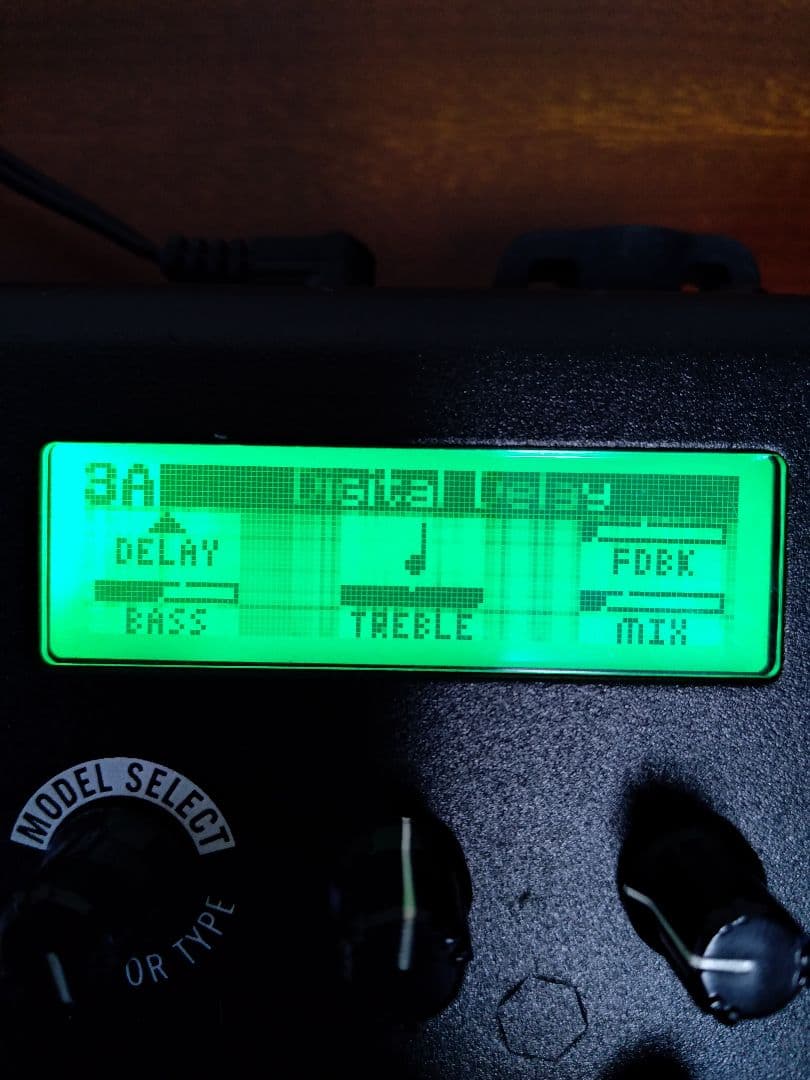 3A Digital Delay
DELAY FDBK
BASS TREBLE MIX
MODEL SELECT
OR TYPE